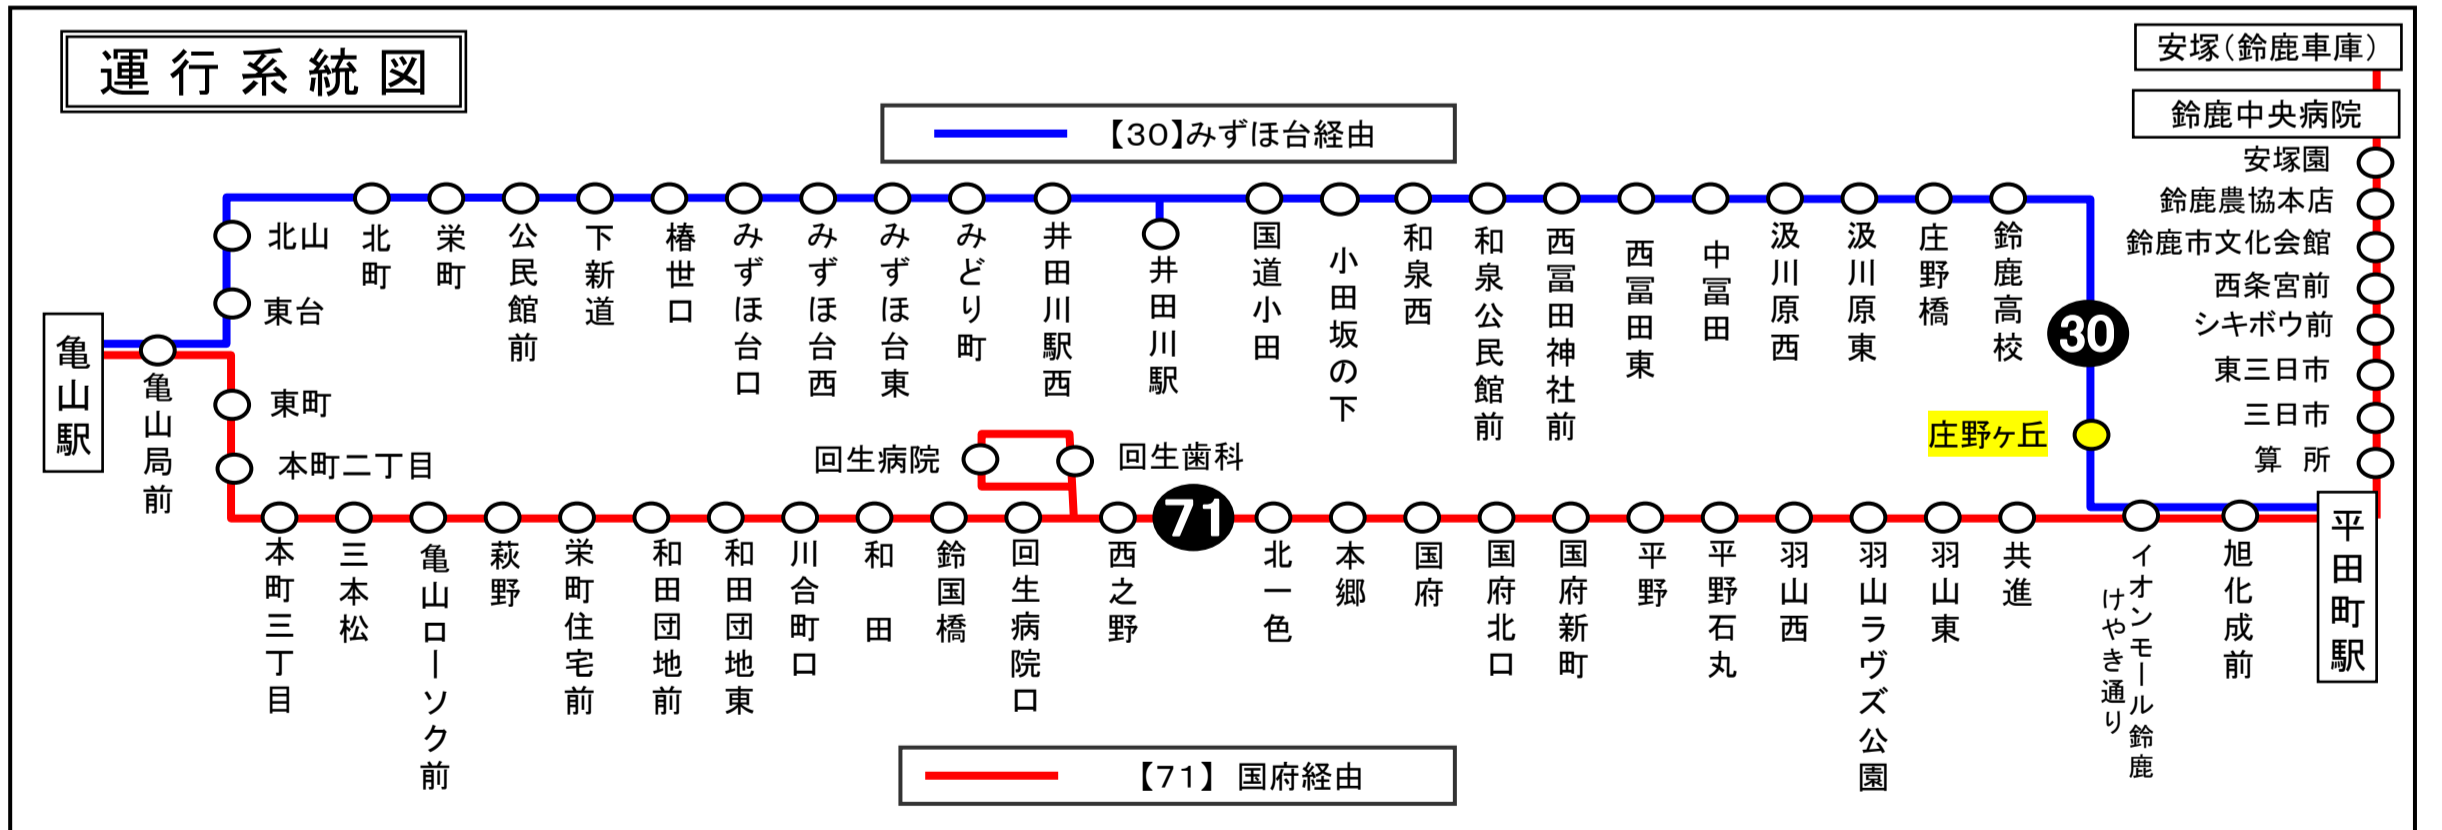 運行系統図
【30】みずほ台経由
安塚(鈴鹿車庫)
鈴鹿中央病院
安塚園
鈴鹿農協本店
鈴鹿市文化会館
西条宮前
シキボウ前
東三日市
三日市
算 所
平田町駅
亀山駅
亀山局前
東台
北山
北町
栄町
公民館前
下新道
椿世口
みずほ台口
みずほ台西
みずほ台東
みどり町
井田川駅西
井田川駅
国道小田
小田坂の下
和泉西
和泉公民館前
西冨田神社前
西冨田東
中冨田
汲川原西
汲川原東
庄野橋
鈴鹿高校
30
庄野ヶ丘
東町
本町二丁目
本町三丁目
三本松
亀山ローソク前
萩野
栄町住宅前
和田団地前
和田団地東
川合町口
和 田
鈴国橋
回生病院口
回生病院
回生歯科
西之野
71
北一色
本郷
国府
国府北口
国府新町
平野
平野石丸
羽山西
羽山ラヴズ公園
羽山東
共進
イオンモール鈴鹿
けやき通り
旭化成前
【71】 国府経由